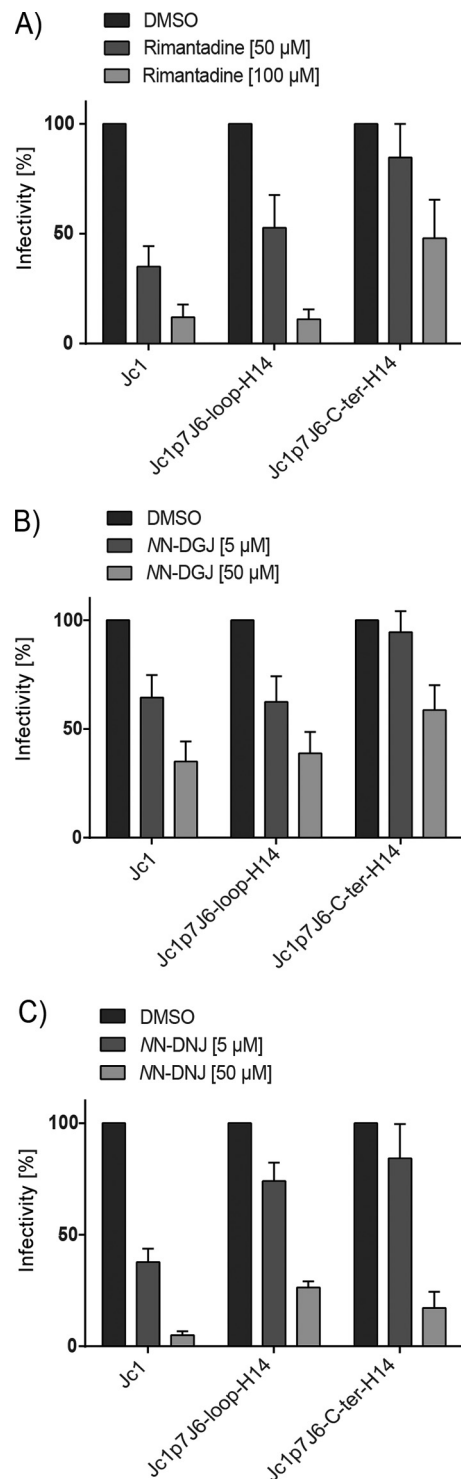 A)
DMSO
Rimantadine [50 µM]
Rimantadine [100 µM]
100
50
0
Infectivity [%]
Jc1
Jc1p7J6-loop-H14
Jc1p7J6-C-ter-H14
B)
DMSO
NN-DGJ [5 µM]
NN-DGJ [50 µM]
100
50
0
Infectivity [%]
Jc1
Jc1p7J6-loop-H14
Jc1p7J6-C-ter-H14
C)
DMSO
NN-DNJ [5 µM]
NN-DNJ [50 µM]
100
50
0
Infectivity [%]
Jc1
Jc1p7J6-loop-H14
Jc1p7J6-C-ter-H14